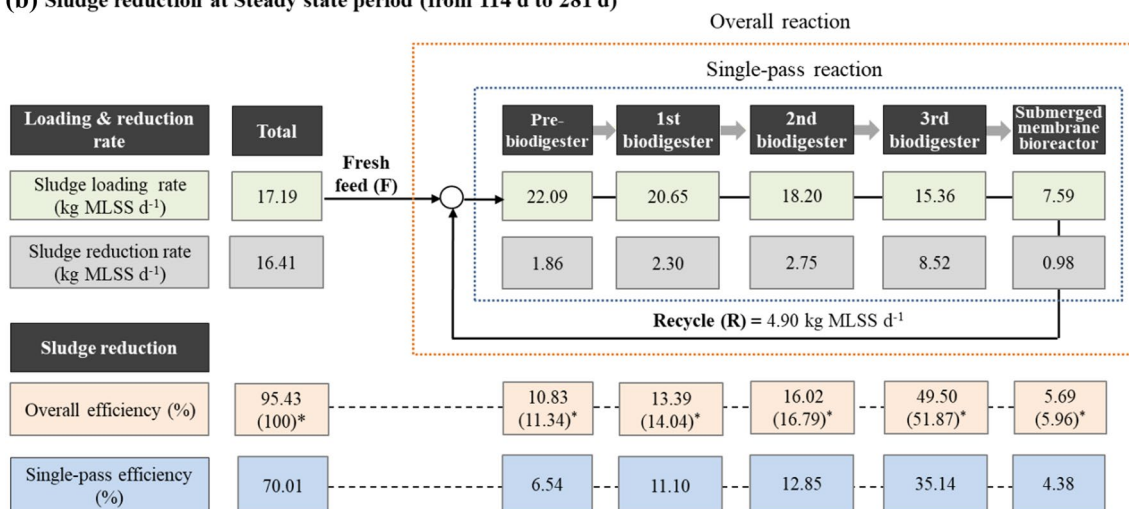 (b) Sludge reduction at Steady state period (from 114 d to 281 d)
Overall reaction
Single-pass reaction
Loading & reduction
rate
Total
Pre-
biodigester
1st
biodigester
2nd
biodigester
3rd
biodigester
Submerged
membrane
bioreactor
Fresh
feed (F)
Sludge loading rate
(kg MLSS d-1)
17.19
22.09
20.65
18.20
15.36
7.59
Sludge reduction rate
(kg MLSS d-1)
16.41
1.86
2.30
2.75
8.52
0.98
Recycle (R) = 4.90 kg MLSS d-1
Sludge reduction
Overall efficiency (%)
95.43
(100)*
10.83
(11.34)*
13.39
(14.04)*
16.02
(16.79)*
49.50
(51.87)*
5.69
(5.96)*
Single-pass efficiency
(%)
70.01
6.54
11.10
12.85
35.14
4.38